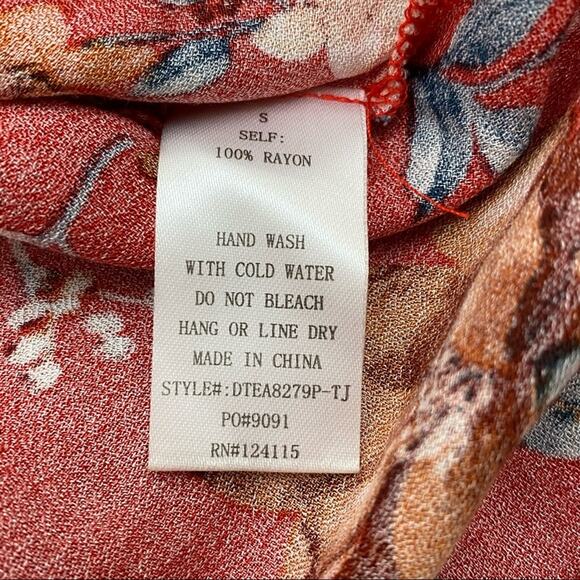 S
SELF:
100% RAYON
HAND WASH
WITH COLD WATER
DO NOT BLEACH
HANG OR LINE DRY
MADE IN CHINA
STYLE#:DTEA8279P-TJ
PO#9091
RN#124115